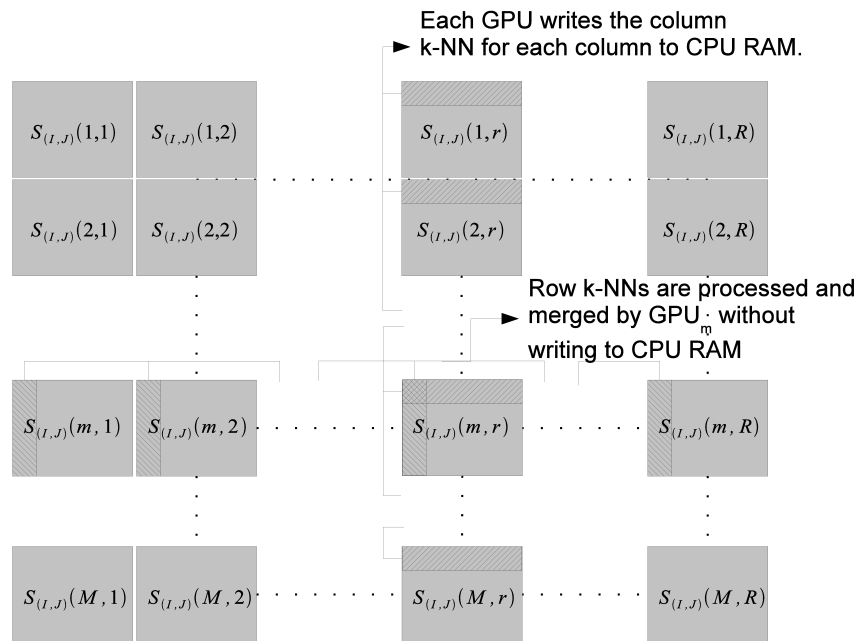 Each GPU writes the column
k-NN for each column to CPU RAM.
S(I,J)(1,1) S(I,J)(1,2) S(I,J)(1,r) S(I,J)(1,R)
S(I,J)(2,1) S(I,J)(2,2) S(I,J)(2,r) S(I,J)(2,R)
Row k-NNs are processed and
merged by GPUm without
writing to CPU RAM
S(I,J)(m,1) S(I,J)(m,2) S(I,J)(m,r) S(I,J)(m,R)
S(I,J)(M,1) S(I,J)(M,2) S(I,J)(M,r) S(I,J)(M,R)